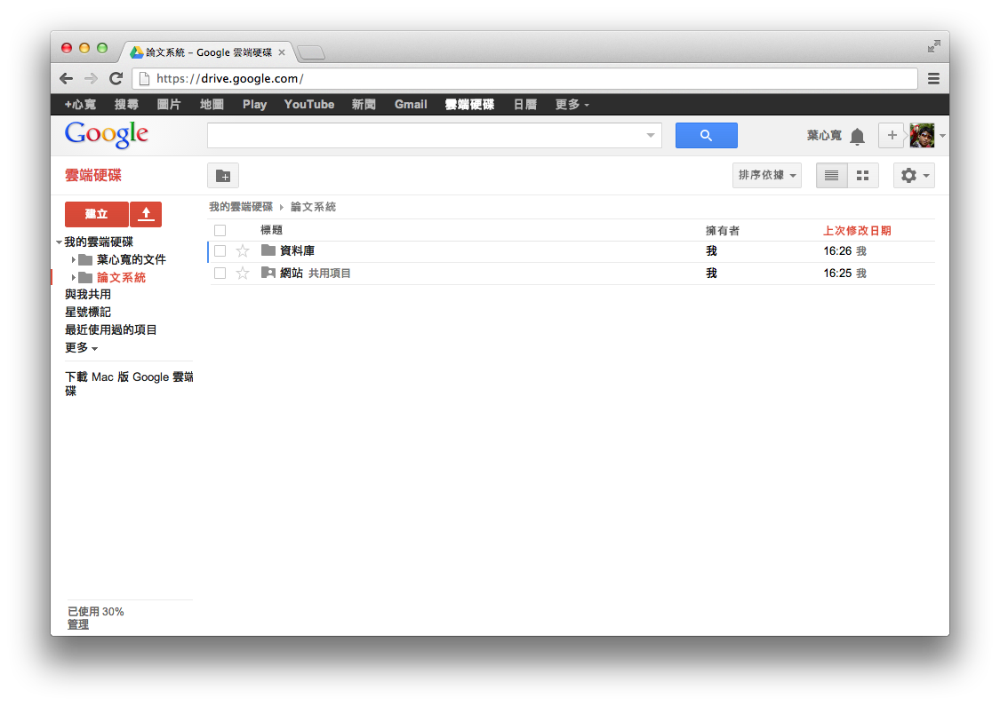 論文系統 – Google 雲端硬碟
https://drive.google.com/
+心寬 搜尋 圖片 地圖 Play YouTube 新聞 Gmail 雲端硬碟 日曆 更多
Google
葉心寬
雲端硬碟
排序依據
建立
我的雲端硬碟
葉心寬的文件
論文系統
與我共用
星號標記
最近使用過的項目
更多
下載 Mac 版 Google 雲端
碟
已使用 30%
管理
我的雲端硬碟 論文系統
標題 擁有者 上次修改日期
資料庫 我 16:26 我
網站 共用項目 我 16:25 我